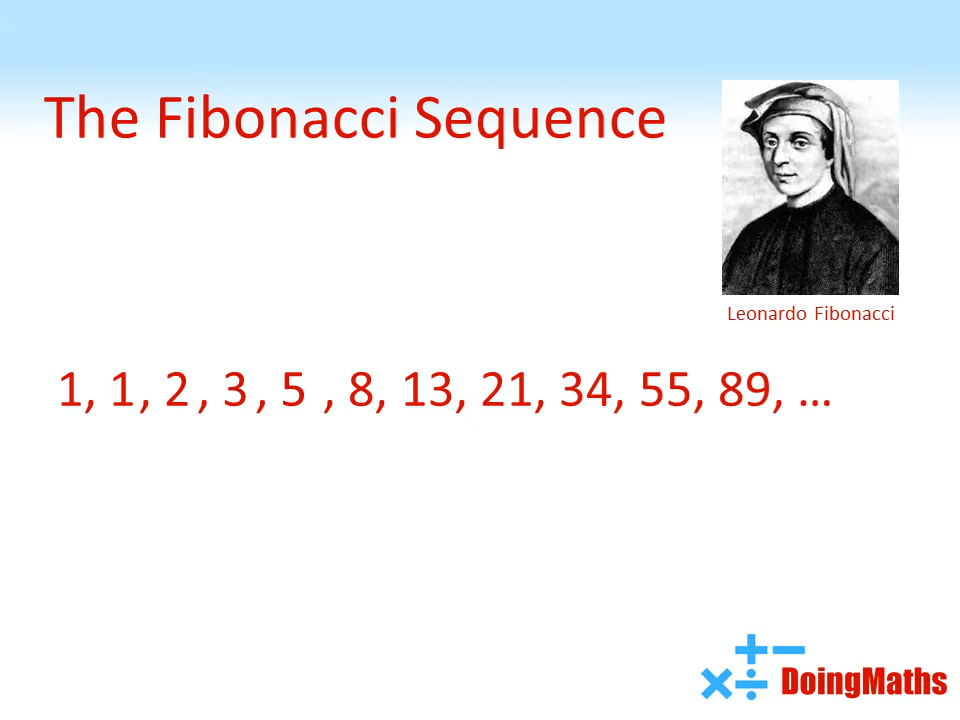 The Fibonacci Sequence
Leonardo Fibonacci
1, 1, 2 , 3 , 5 , 8, 13, 21, 34, 55, 89, ...
DoingMaths